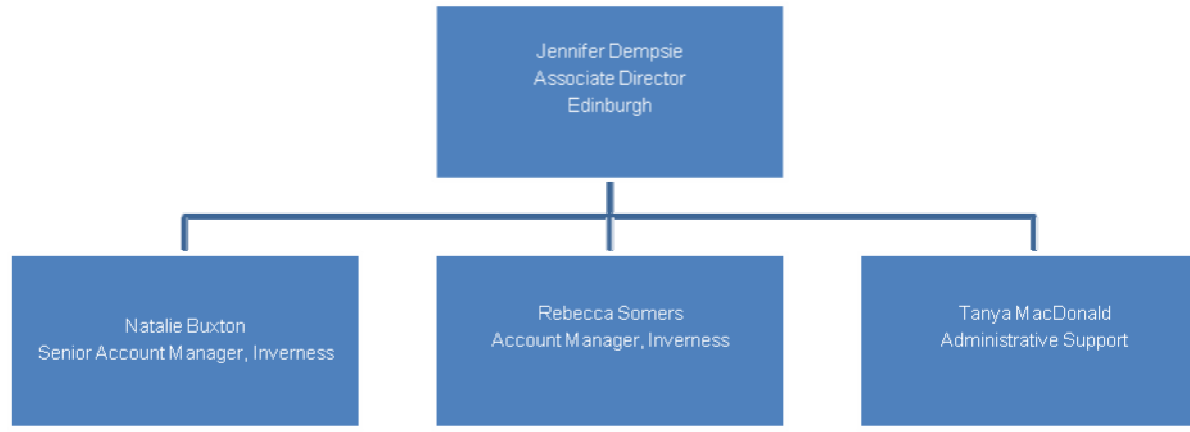 Jennifer Dempsie
Associate Director
Edinburgh
Natalie Buxton
Senior Account Manager, Inverness
Rebecca Somers
Account Manager, Inverness
Tanya MacDonald
Administrative Support